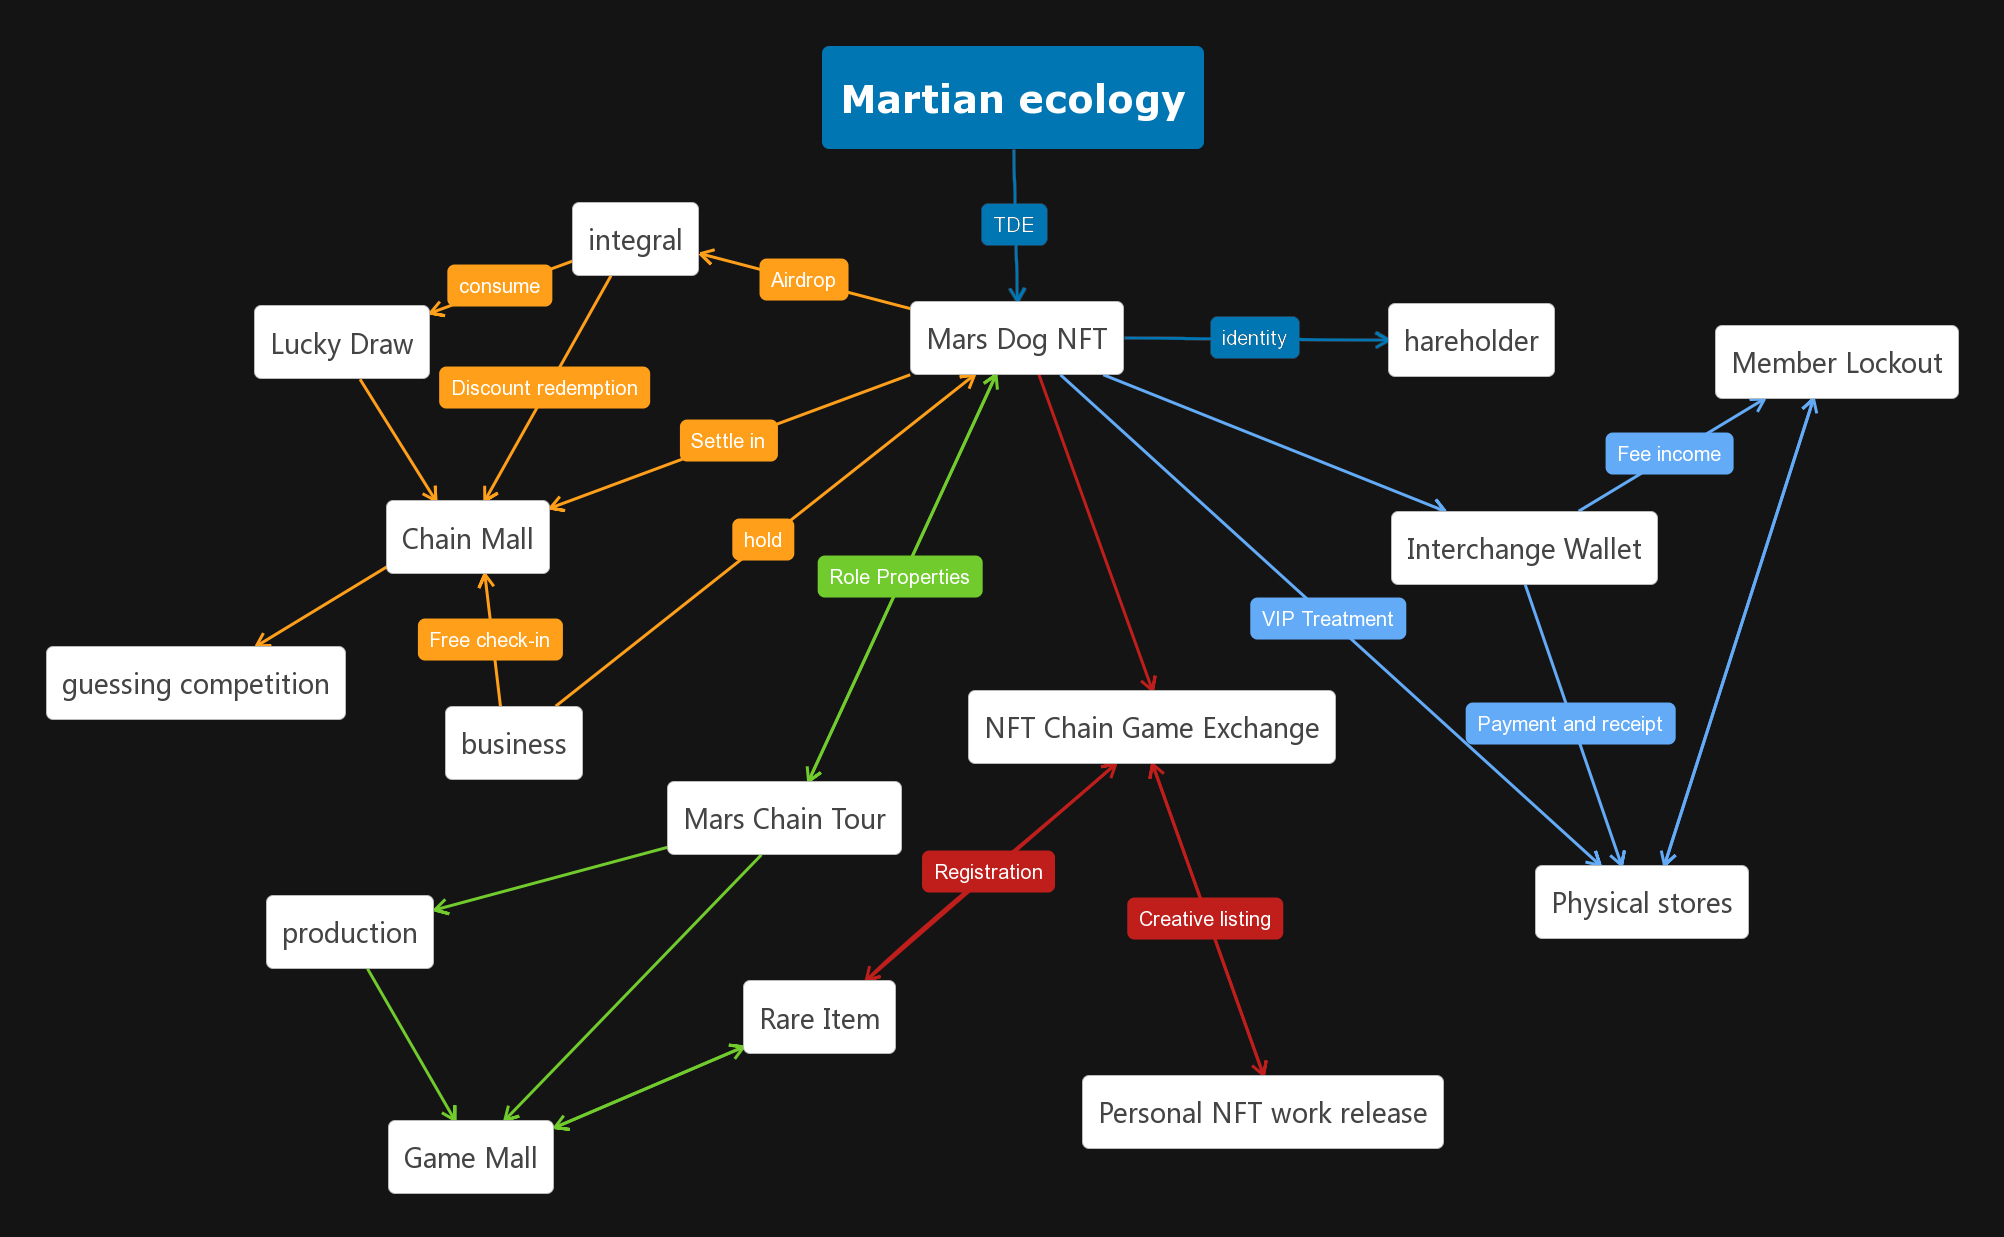 Martian ecology
TDE
integral
Airdrop
consume
Lucky Draw
Mars Dog NFT
identity
hareholder
Member Lockout
Discount redemption
Settle in
Fee income
Chain Mall
hold
Interchange Wallet
Role Properties
VIP Treatment
Free check-in
guessing competition
business
NFT Chain Game Exchange
Payment and receipt
Mars Chain Tour
Registration
Creative listing
Physical stores
production
Rare Item
Personal NFT work release
Game Mall